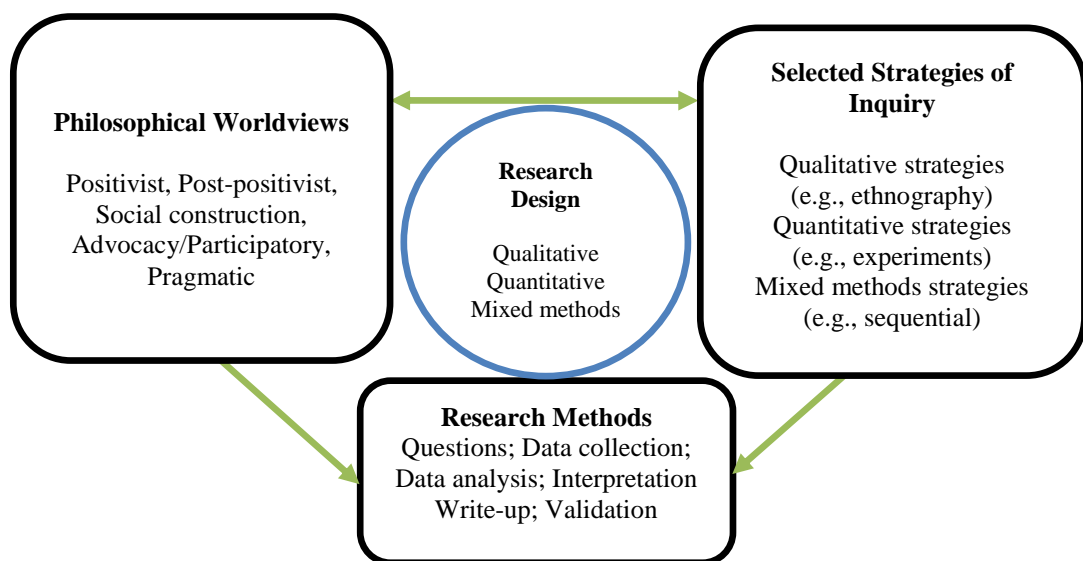 Philosophical Worldviews
Positivist, Post-positivist,
Social construction,
Advocacy/Participatory,
Pragmatic
Research
Design
Qualitative
Quantitative
Mixed methods
Selected Strategies of
Inquiry
Qualitative strategies
(e.g., ethnography)
Quantitative strategies
(e.g., experiments)
Mixed methods strategies
(e.g., sequential)
Research Methods
Questions; Data collection;
Data analysis; Interpretation
Write-up; Validation